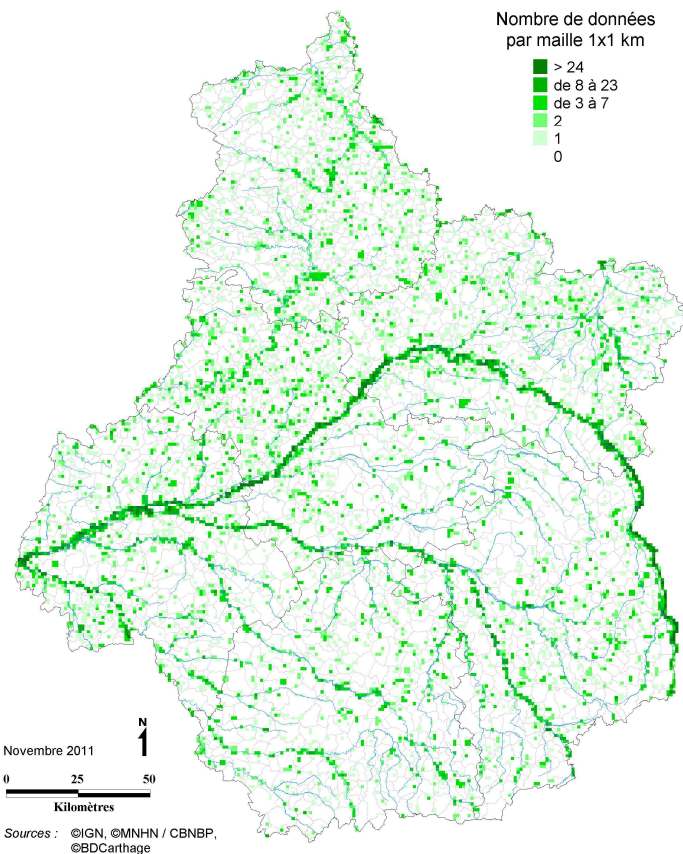 Nombre de données
par maille 1x1 km
> 24
de 8 à 23
de 3 à 7
2
1
0
N
Novembre 2011
0 25 50
Kilomètres
Sources : ©IGN, ©MNHN / CBNBP,
©BDCarthage